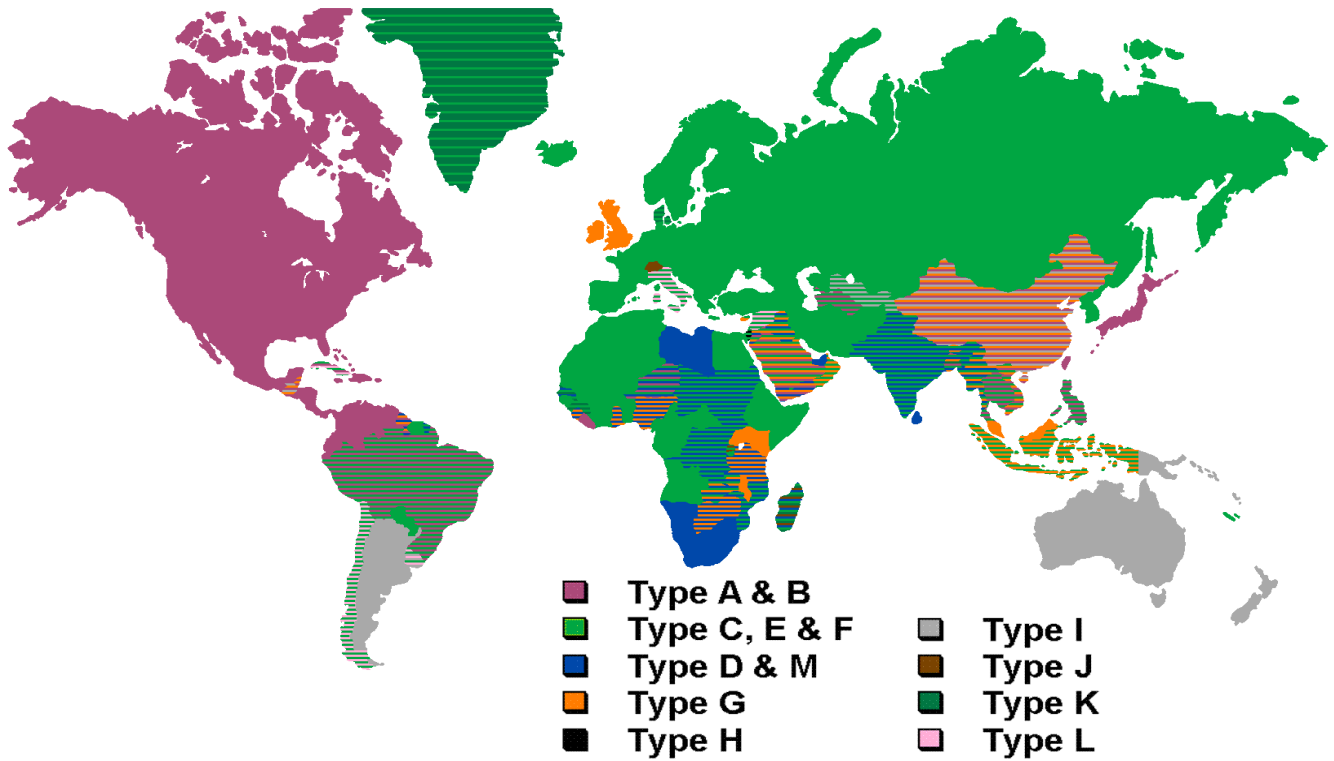 Type A & B
Type C, E & F
Type D & M
Type G
Type H
Type I
Type J
Type K
Type L